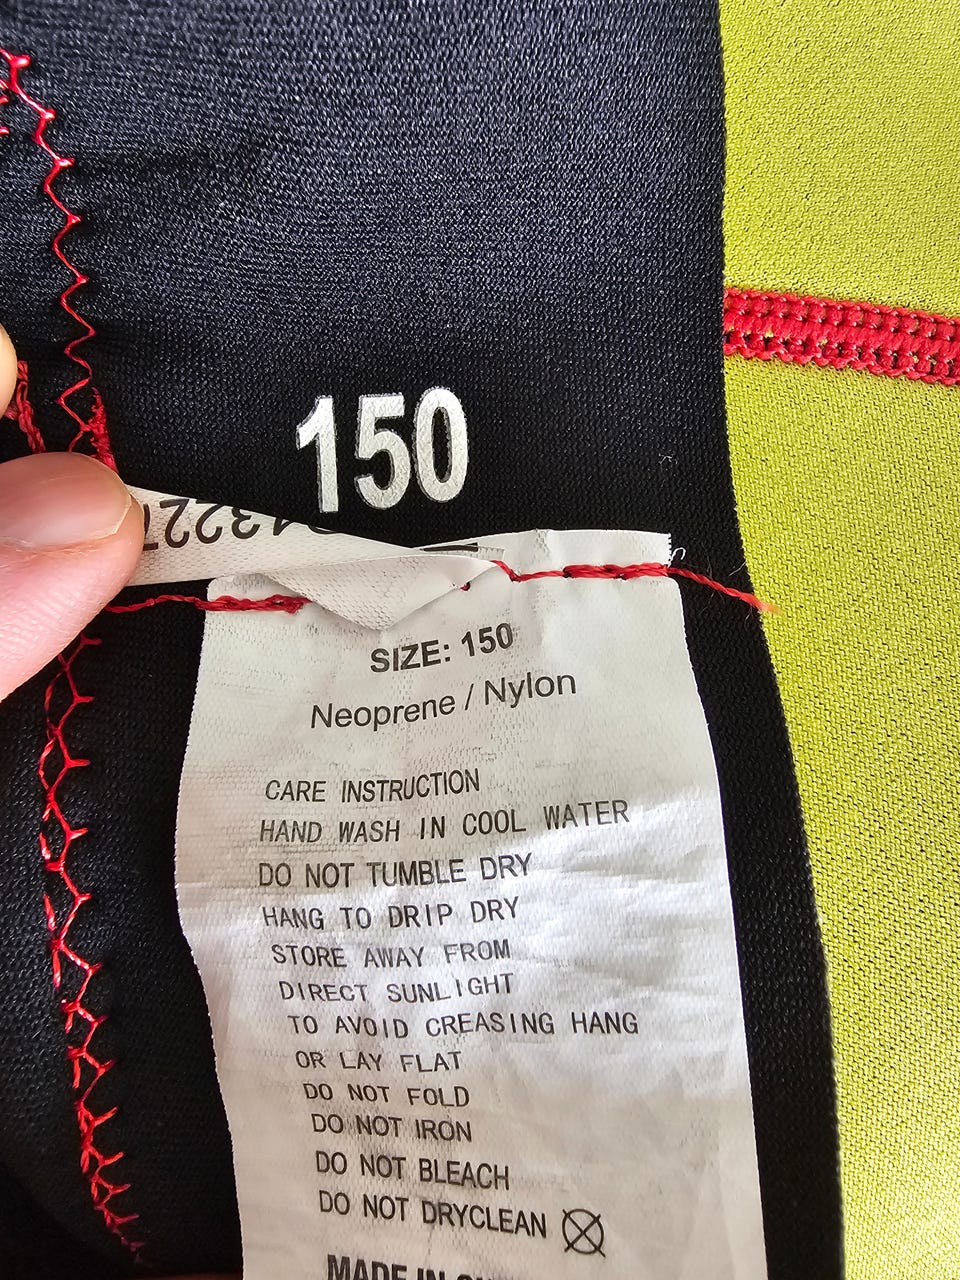 150
SIZE: 150
Neoprene / Nylon
CARE INSTRUCTION
HAND WASH IN COOL WATER
DO NOT TUMBLE DRY
HANG TO DRIP DRY
STORE AWAY FROM
DIRECT SUNLIGHT
TO AVOID CREASING HANG
OR LAY FLAT
DO NOT FOLD
DO NOT IRON
DO NOT BLEACH
DO NOT DRYCLEAN
MADE IN